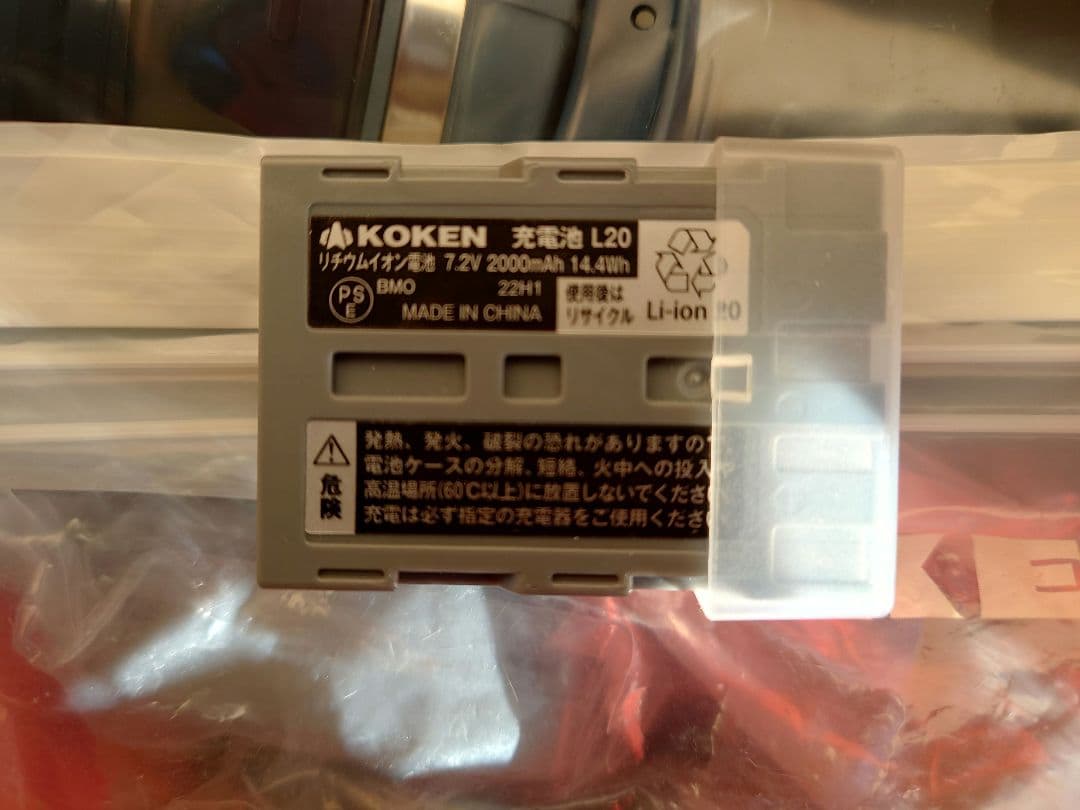 KOKEN 充電池 L20
リチウムイオン電池 7.2V 2000mAh 14.4Wh
PS
E
BMO 22H1
MADE IN CHINA
使用後は
リサイクル
Li-ion 20
危険
発熱、発火、破裂の恐れがありますので
電池ケースの分解、短絡、火中への投入や
高温場所(60℃以上)に放置しないでくださ
充電は必ず指定の充電器をご使用くださ
コ